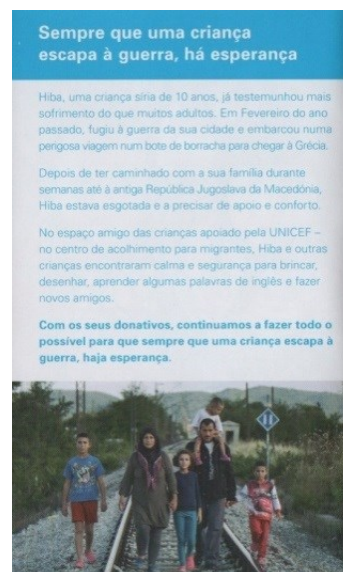 Sempre que uma criança
escapa à guerra, há esperança
Hiba, uma criança síria de 10 anos, já testemunhou mais
sofrimento do que muitos adultos. Em Fevereiro do ano
passado, fugiu à guerra da sua cidade e embarcou numa
perigosa viagem num bote de borracha para chegar à Grécia.
Depois de ter caminhado com a sua família durante
semanas até à antiga República Jugoslava da Macedónia,
Hiba estava esgotada e a precisar de apoio e conforto.
No espaço amigo das crianças apoiado pela UNICEF –
no centro de acolhimento para migrantes, Hiba e outras
crianças encontraram calma e segurança para brincar,
desenhar, aprender algumas palavras de inglês e fazer
novos amigos.
Com os seus donativos, continuamos a fazer todo o
possível para que sempre que uma criança escapa à
guerra, haja esperança.